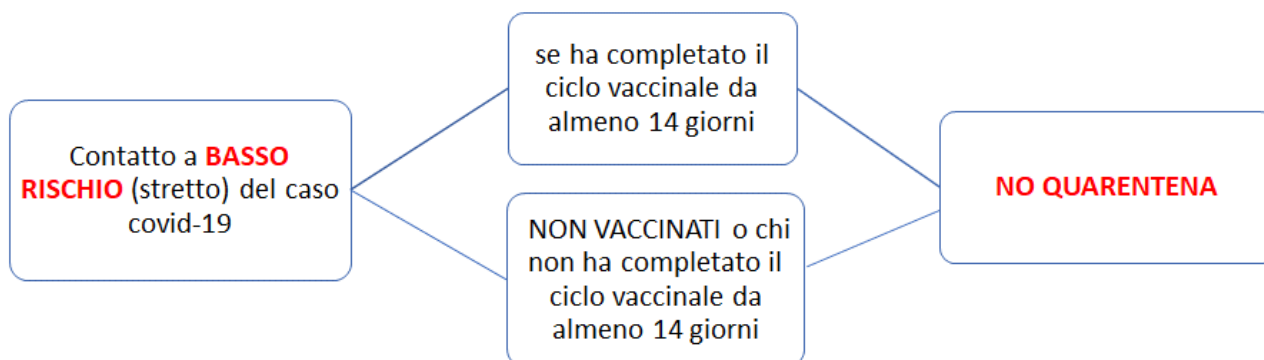 Contatto a BASSO
RISCHIO (stretto) del caso
covid-19
se ha completato il
ciclo vaccinale da
almeno 14 giorni
NON VACCINATI o chi
non ha completato il
ciclo vaccinale da
almeno 14 giorni
NO QUARENTENA